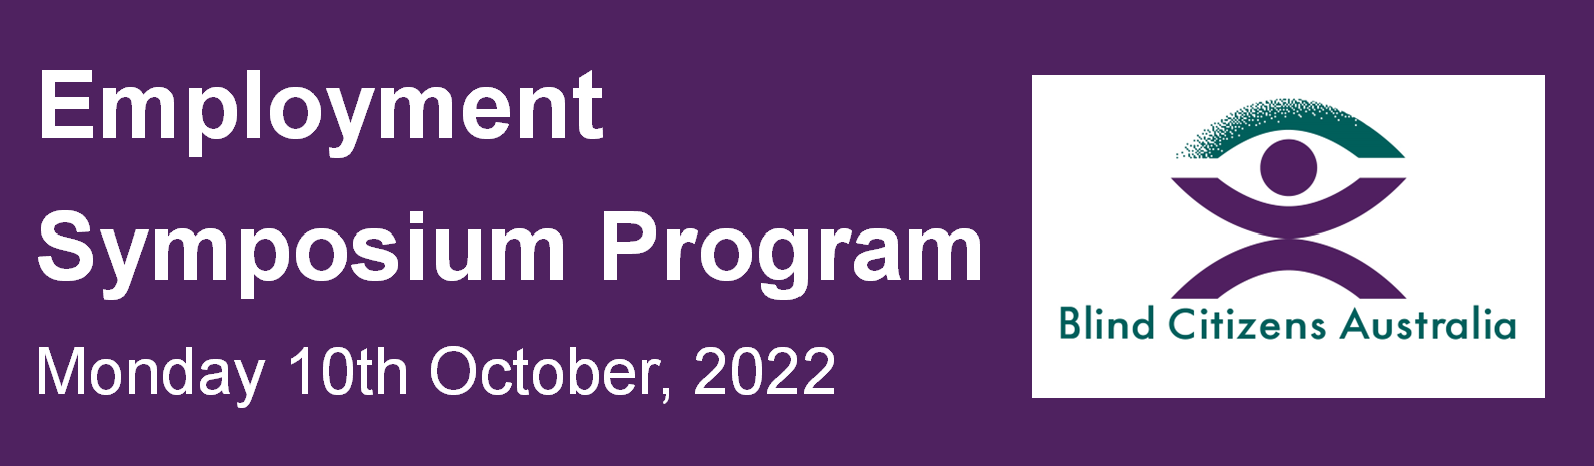 Employment
Symposium Program
Monday 10th October, 2022
Blind Citizens Australia